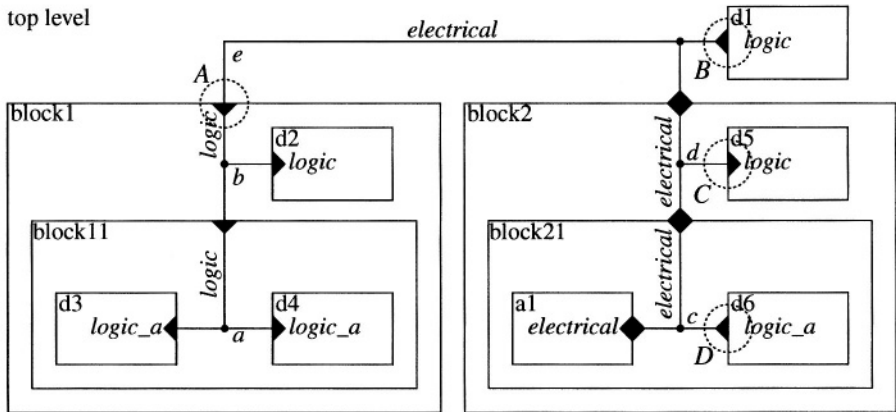 top level
electrical
d1
logic
e
A
B
block1
block2
logic
d2
logic
b
electrical
d
d5
logic
C
block11
block21
logic
electrical
d3
logic_a
a
d4
logic_a
a1
electrical
c
d6
logic_a
D